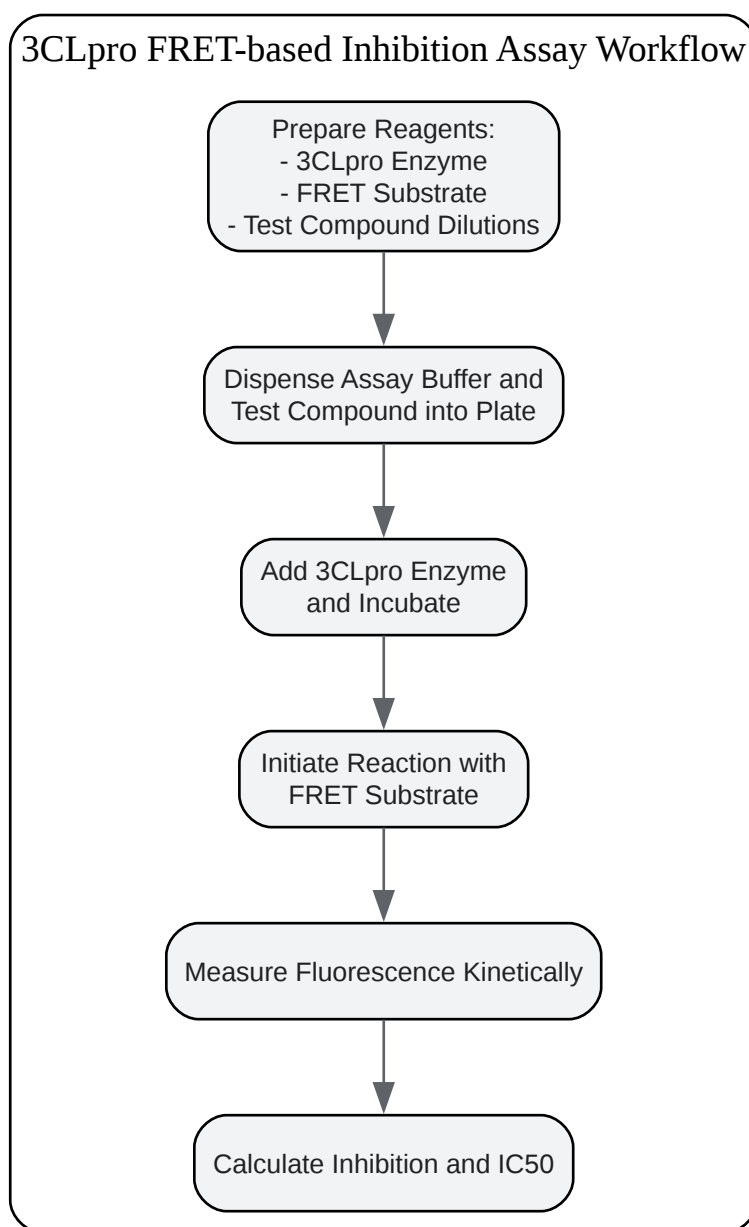 3CLpro FRET-based Inhibition Assay Workflow
Prepare Reagents:
- 3CLpro Enzyme
- FRET Substrate
- Test Compound Dilutions
Dispense Assay Buffer and
Test Compound into Plate
Add 3CLpro Enzyme
and Incubate
Initiate Reaction with
FRET Substrate
Measure Fluorescence Kinetically
Calculate Inhibition and IC50